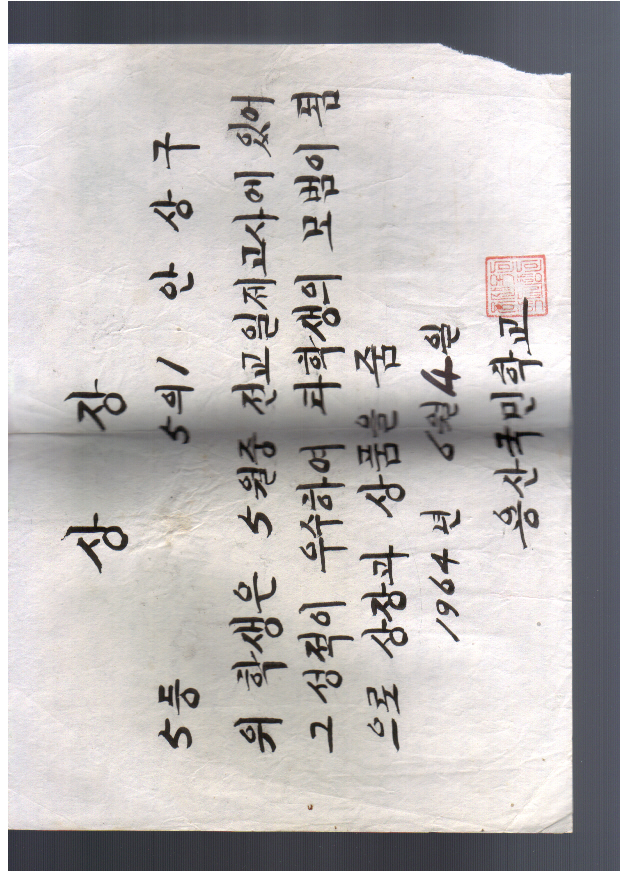 상 장
5등 5의1 안 상 구
위 학생은 5월중 전교일제고사에 있어
그 성적이 우수하여 타학생의 모범이 됨
으로 상장과 상품을 줌
1964년 6월4일
용산국민학교